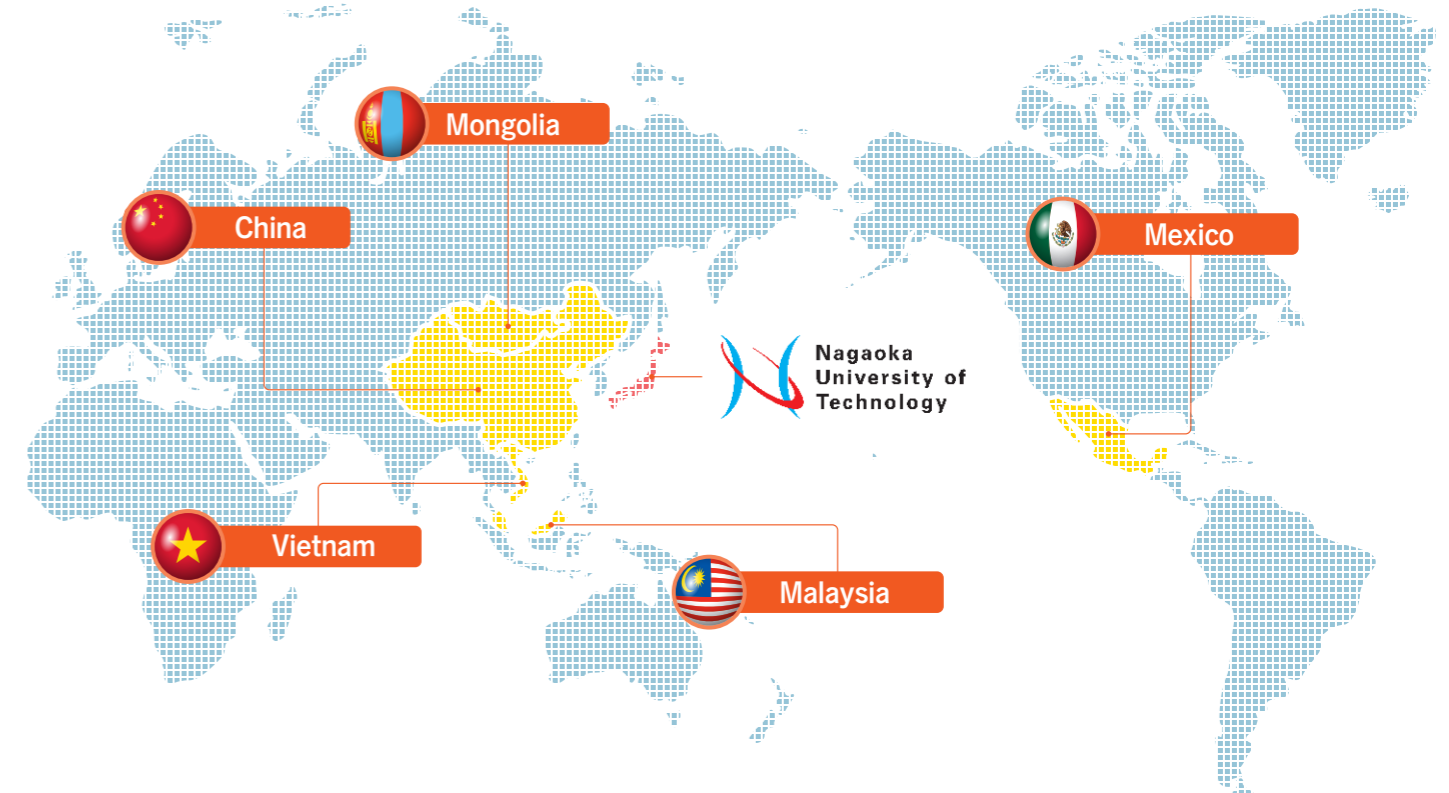 Mongolia
China
Mexico
Nagaoka
University of
Technology
Vietnam
Malaysia